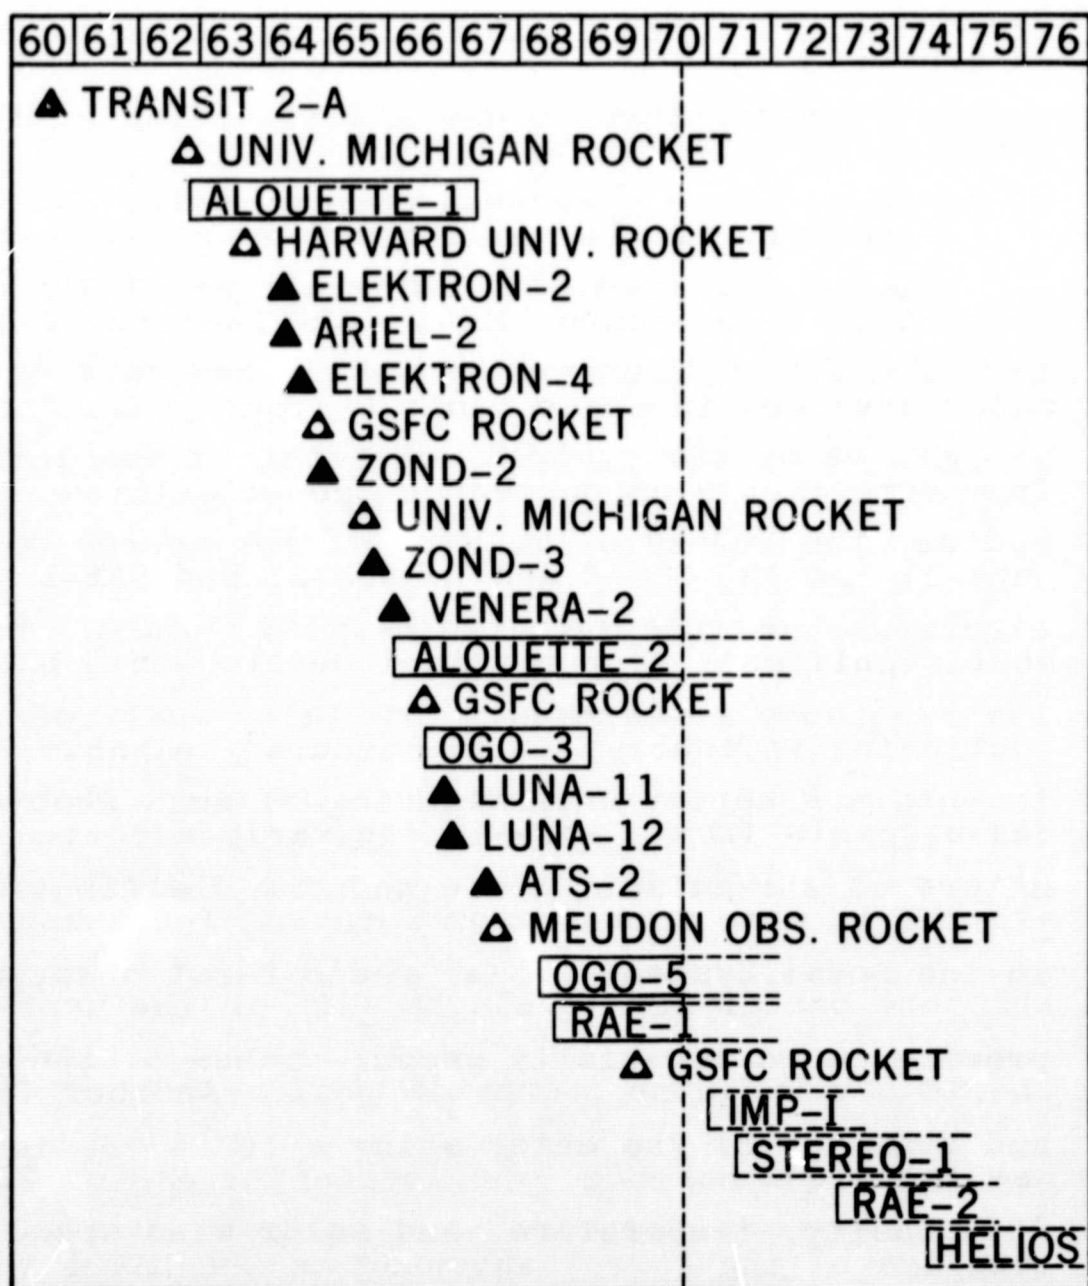 60 61 62 63 64 65 66 67 68 69 70 71 72 73 74 75 76
TRANSIT 2-A
UNIV. MICHIGAN ROCKET
ALOUETTE-1
HARVARD UNIV. ROCKET
ELEKTRON-2
ARIEL-2
ELEKTRON-4
GSFC ROCKET
ZOND-2
UNIV. MICHIGAN ROCKET
ZOND-3
VENERA-2
ALOUETTE-2
GSFC ROCKET
OGO-3
LUNA-11
LUNA-12
ATS-2
MEUDON OBS. ROCKET
OGO-5
RAE-1
GSFC ROCKET
IMP-I
STEREO-1
RAE-2
HELIOS